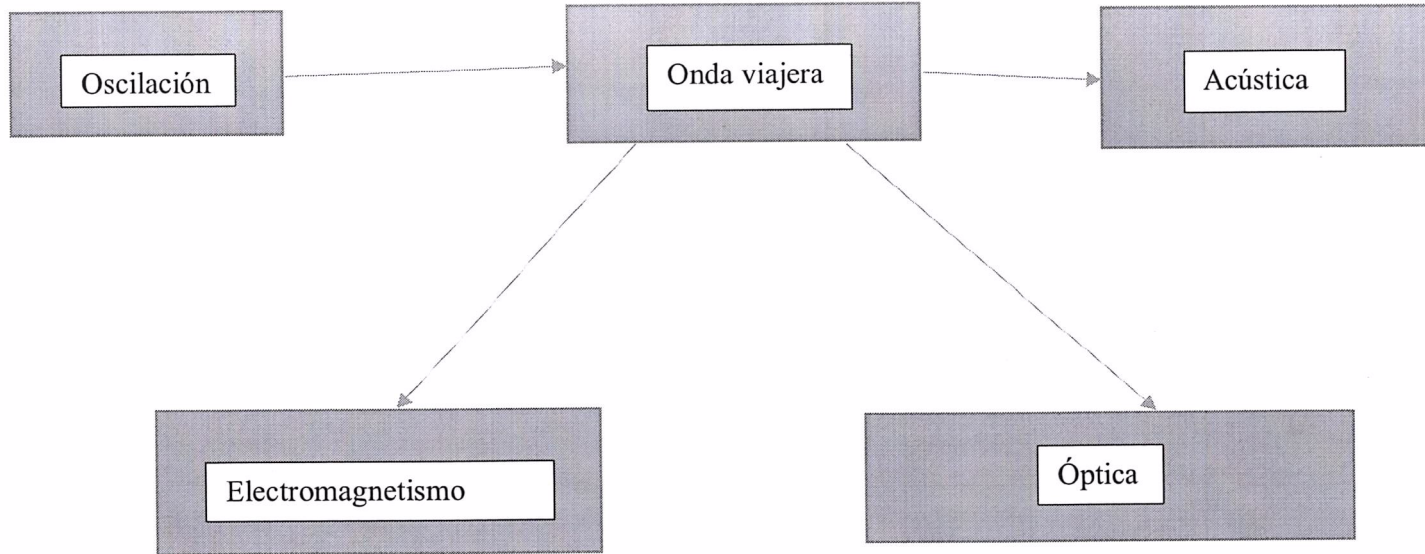 Oscilación
Onda viajera
Acústica
Electromagnetismo
Óptica